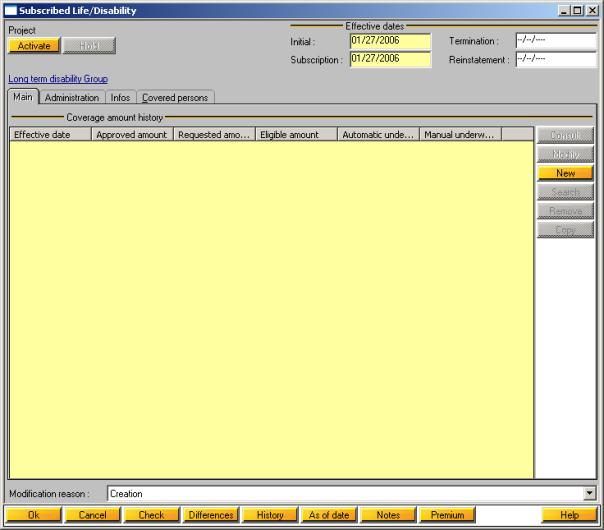 Subscribed Life/Disability
Project
Activate Hold
Effective dates
Initial : 01/27/2006 Termination : --/--/----
Subscription : 01/27/2006 Reinstatement : --/--/----
Long term disability Group
Main Administration Infos Covered persons
Coverage amount history
Effective date Approved amount Requested amo... Eligible amount Automatic unde... Manual underw...
Consult
Modify
New
Search
Remove
Copy
Modification reason : Creation
Ok Cancel Check Differences History As of date Notes Premium Help